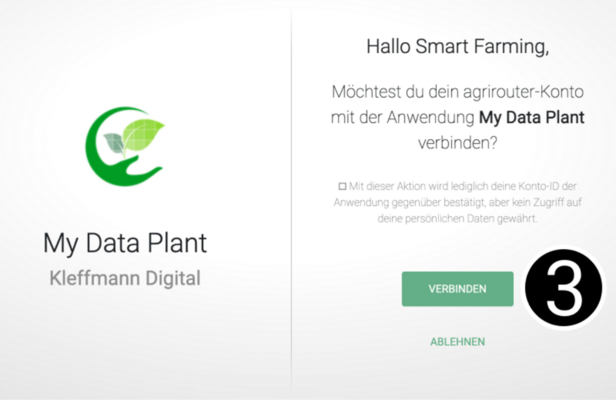 My Data Plant
Kleffmann Digital
Hallo Smart Farming,
Möchtest du dein agrirouter-Konto
mit der Anwendung My Data Plant
verbinden?
Mit dieser Aktion wird lediglich deine Konto-ID der
Anwendung gegenüber bestätigt, aber kein Zugriff auf
deine persönlichen Daten gewährt.
VERBINDEN
3
ABLEHNEN